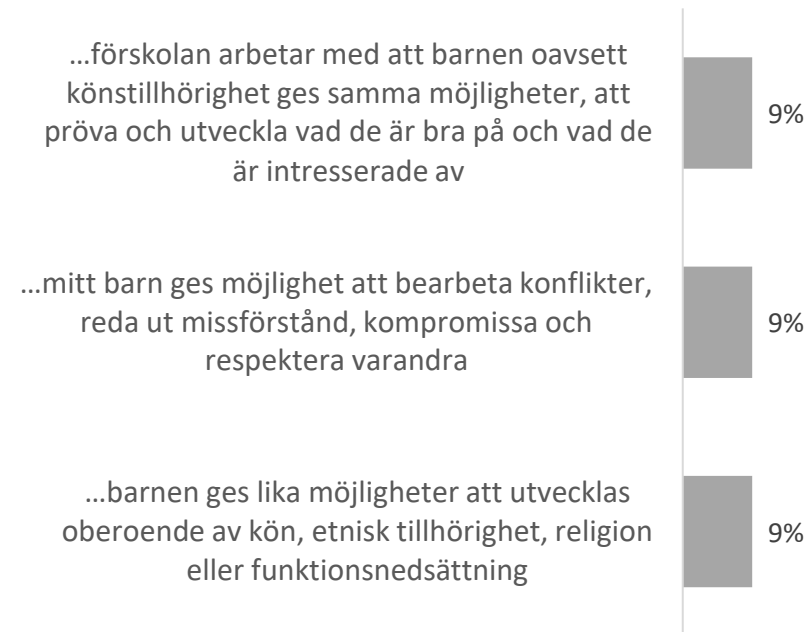 …förskolan arbetar med att barnen oavsett
könstillhörighet ges samma möjligheter, att
pröva och utveckla vad de är bra på och vad de
är intresserade av
9%
…mitt barn ges möjlighet att bearbeta konflikter,
reda ut missförstånd, kompromissa och
respektera varandra
9%
…barnen ges lika möjligheter att utvecklas
oberoende av kön, etnisk tillhörighet, religion
eller funktionsnedsättning
9%